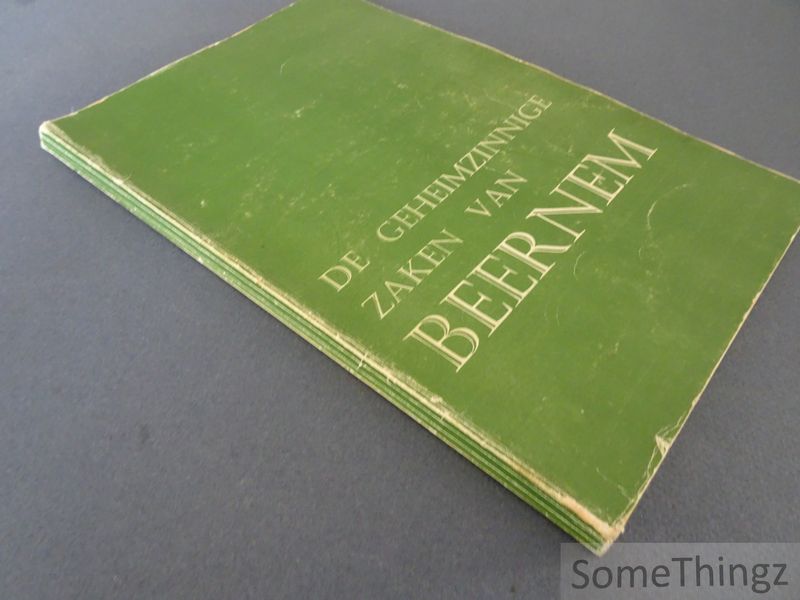 DE GEHEIMZINNIGE
ZAKEN VAN
BEERNEM
SomeThingz